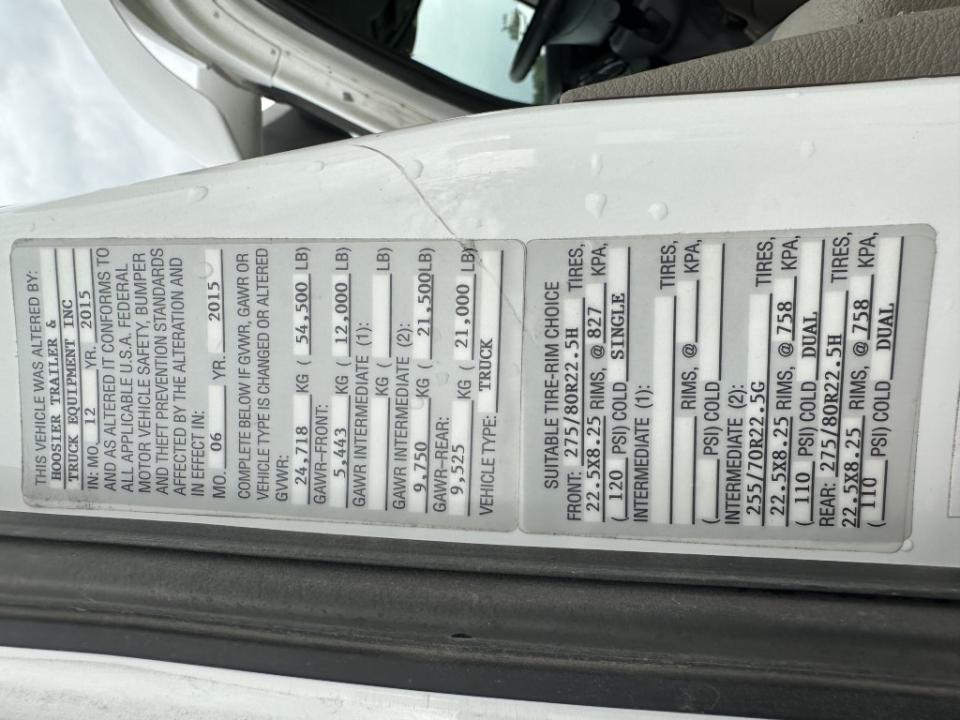 THIS VEHICLE WAS ALTERED BY:
HOOSIER TRAILER &
TRUCK EQUIPMENT INC
IN: MO. 12 YR. 2015
AND AS ALTERED IT CONFORMS TO
ALL APPLICABLE U.S.A. FEDERAL
MOTOR VEHICLE SAFETY, BUMPER
AND THEFT PREVENTION STANDARDS
AFFECTED BY THE ALTERATION AND
IN EFFECT IN:
MO. 06 YR. 2015
COMPLETE BELOW IF GVWR, GAWR OR
VEHICLE TYPE IS CHANGED OR ALTERED
GVWR:
24,718 KG ( 54,500 LB)
GAWR-FRONT:
5,443 KG ( 12,000 LB)
GAWR INTERMEDIATE (1):
KG ( LB)
GAWR INTERMEDIATE (2):
9,750 KG ( 21,500 LB)
GAWR-REAR:
9,525 KG ( 21,000 LB)
VEHICLE TYPE: TRUCK
SUITABLE TIRE-RIM CHOICE
FRONT: 275/80R22.5H TIRES,
22.5X8.25 RIMS, @ 827 KPA,
( 120 PSI) COLD SINGLE
INTERMEDIATE (1): TIRES,
RIMS, @ KPA,
( PSI) COLD
INTERMEDIATE (2):
255/70R22.5G TIRES,
22.5X8.25 RIMS, @ 758 KPA,
( 110 PSI) COLD DUAL
REAR: 275/80R22.5H TIRES,
22.5X8.25 RIMS, @ 758 KPA,
( 110 PSI) COLD DUAL